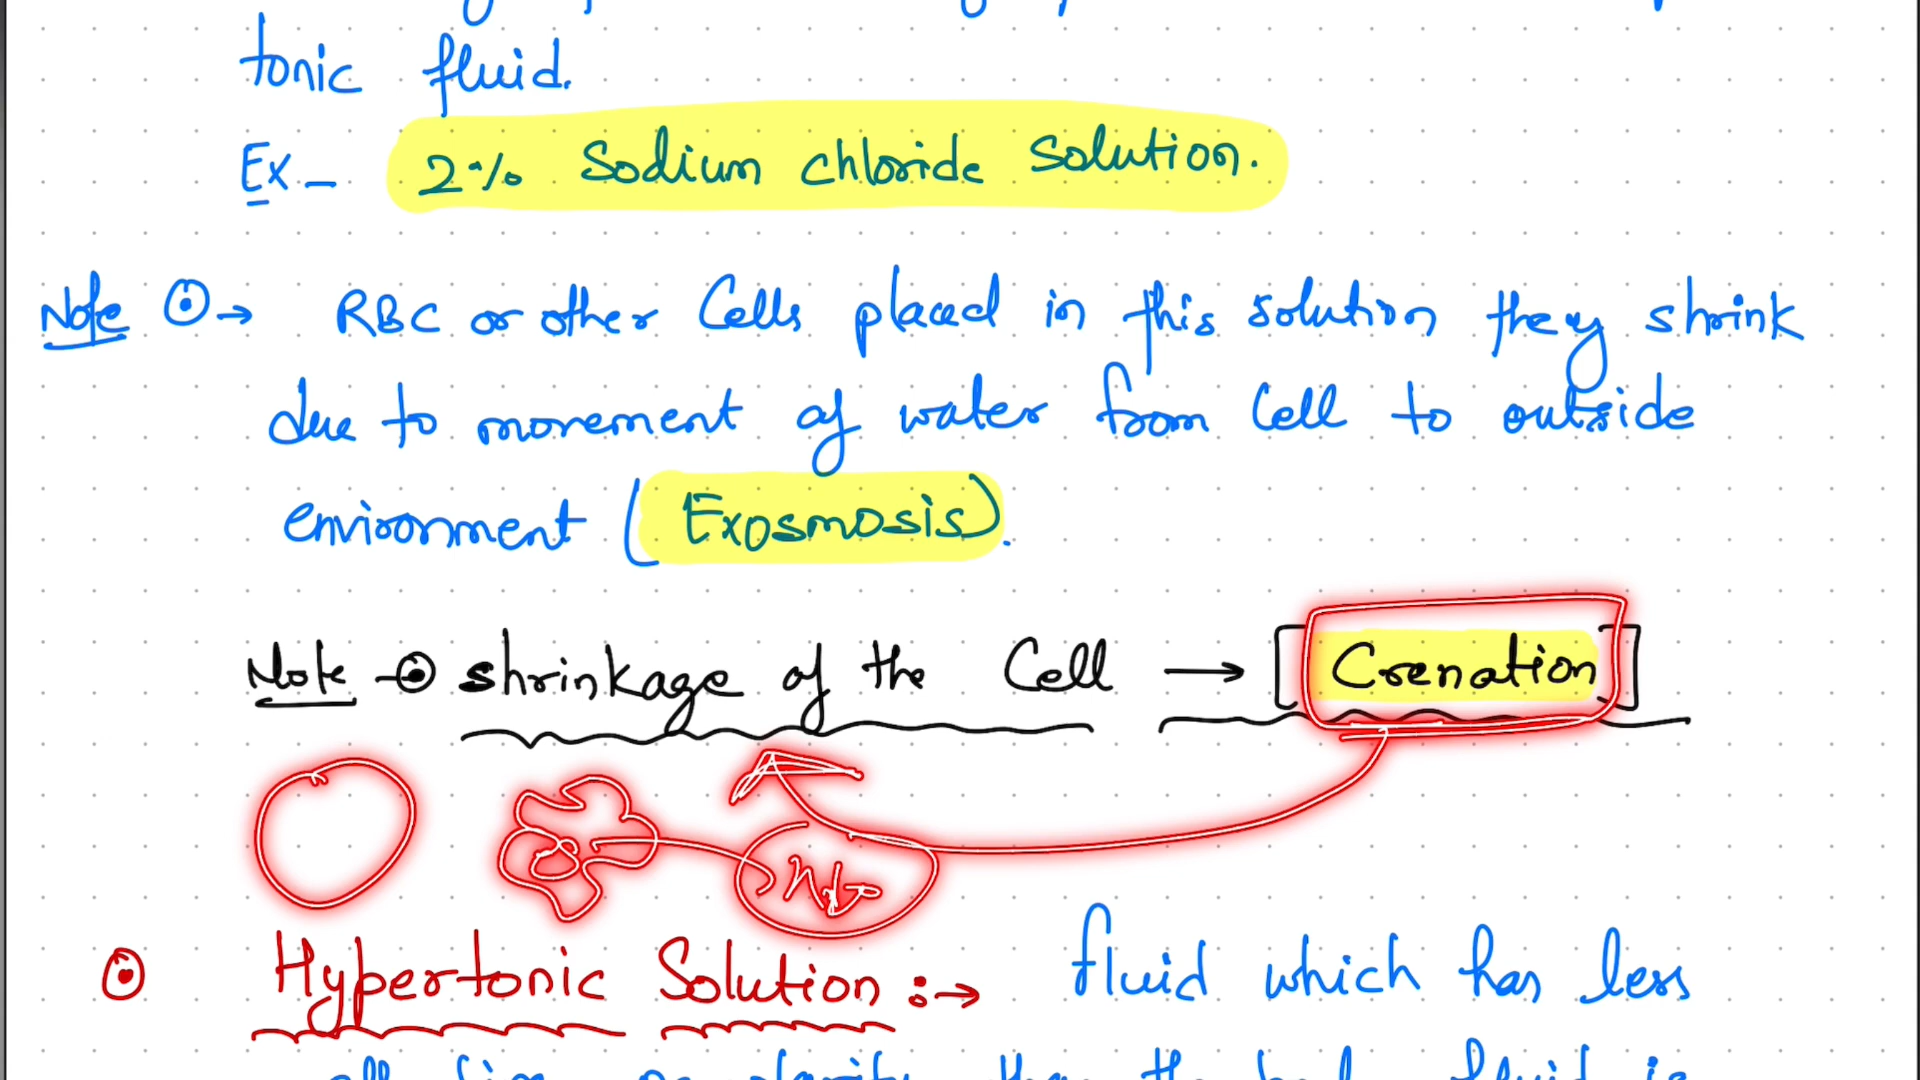 tonic fluid.
Ex - 2% Sodium chloride Solution.
Note → RBC or other Cells placed in this solution they shrink
due to movement of water from Cell to outside
environment (Exosmosis).
Note → shrinkage of the Cell → [Crenation]
Hypertonic Solution :→ fluid which has less
than the